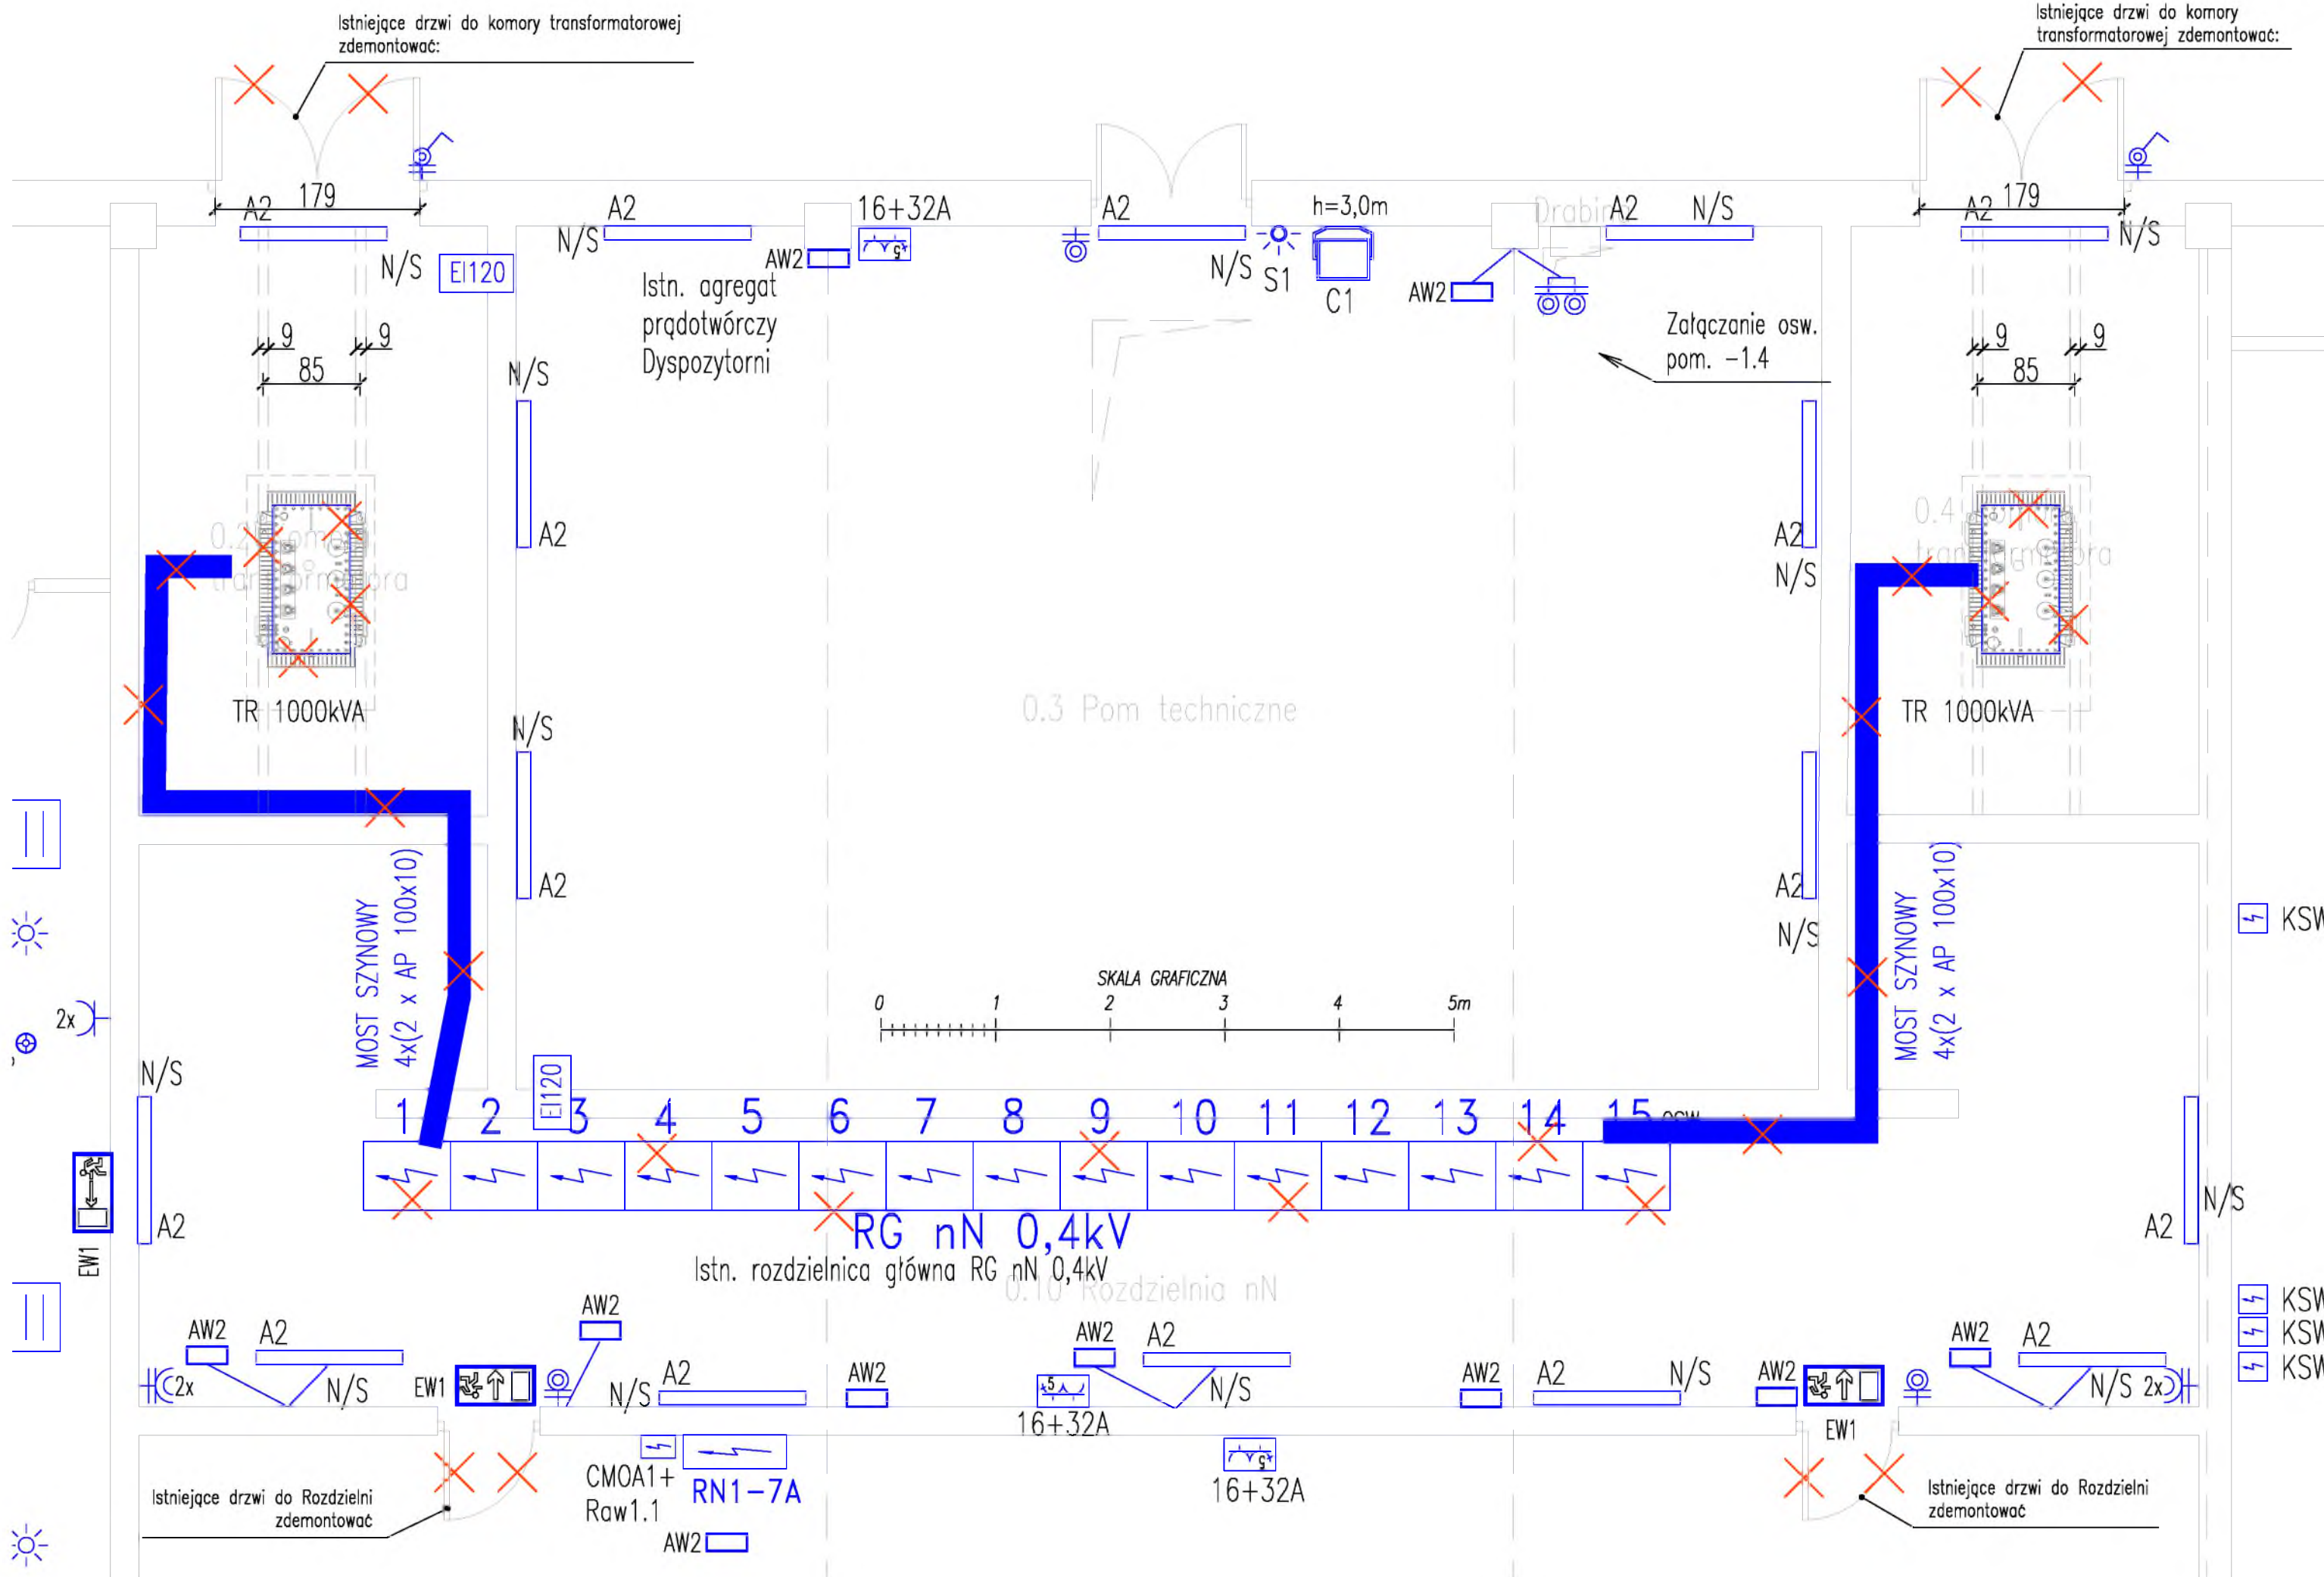 Istniejące drzwi do komory transformatorowej
zdemontować:
Istniejące drzwi do komory
transformatorowej zdemontować:
179
A2
N/S
EI120
A2
N/S
16+32A
AW2
Istn. agregat
prądotwórczy
Dyspozytorni
A2
N/S
S1
h=3,0m
C1
AW2
A2
N/S
Załączanie osw.
pom. -1.4
179
A2
N/S
9
9
85
9
9
85
N/S
A2
A2
N/S
TR 1000kVA
0.3 Pom techniczne
TR 1000kVA
N/S
A2
A2
N/S
MOST SZYNOWY
4x(2 x AP 100x10)
MOST SZYNOWY
4x(2 x AP 100x10)
KSW
2x
SKALA GRAFICZNA
0 1 2 3 4 5m
N/S
A2
EW1
EI120
1 2 3 4 5 6 7 8 9 10 11 12 13 14 15
RG nN 0,4kV
Istn. rozdzielnica główna RG nN 0,4kV
0.10 Rozdzielnia nN
N/S
A2
KSW
KSW
KSW
AW2
A2
N/S
2x
EW1
AW2
N/S
A2
AW2
AW2
A2
N/S
16+32A
AW2
A2
N/S
AW2
EW1
AW2
A2
N/S
2x
Istniejące drzwi do Rozdzielni
zdemontować
CMOA1+
Raw1.1
RN1-7A
AW2
16+32A
Istniejące drzwi do Rozdzielni
zdemontować